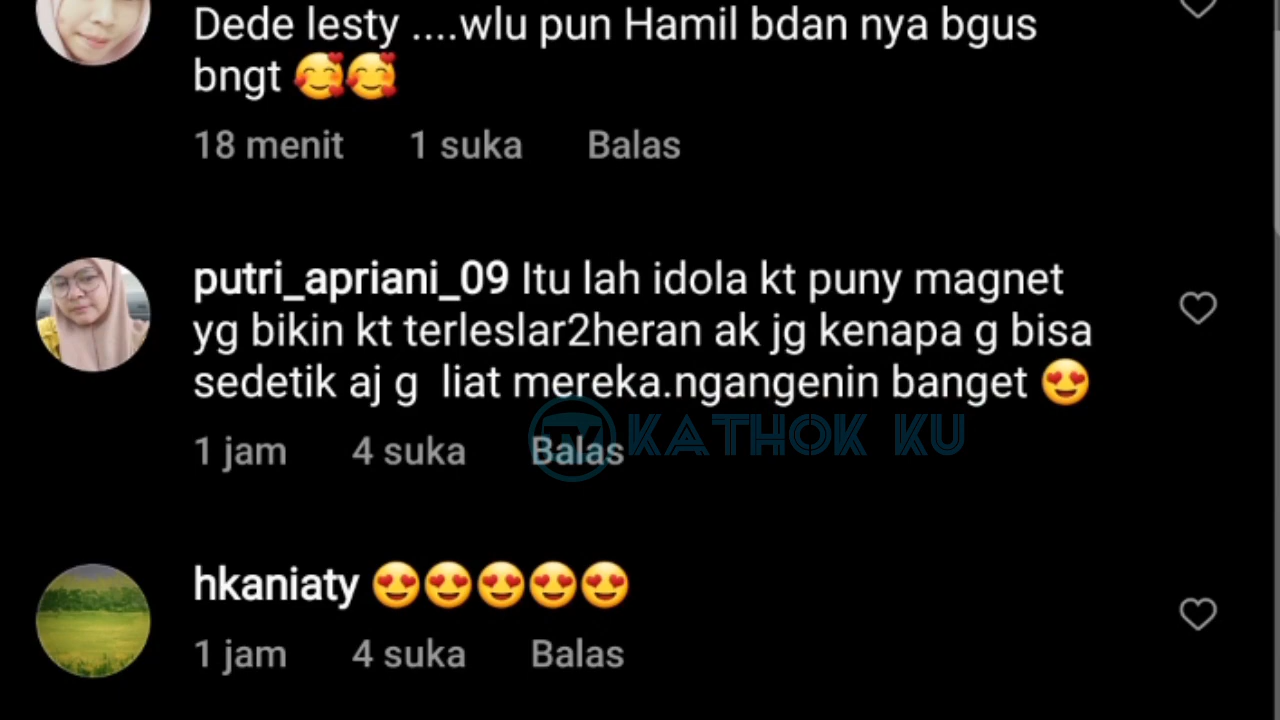 Dede lesty ....wlu pun Hamil bdan nya bgus
bngt 🥰🥰
18 menit 1 suka Balas
putri_apriani_09 Itu lah idola kt puny magnet
yg bikin kt terleslar2heran ak jg kenapa g bisa
sedetik aj g  liat mereka.ngangenin banget 😍
1 jam 4 suka Balas
TV KATHOK KU
hkaniaty 😍😍😍😍😍
1 jam 4 suka Balas